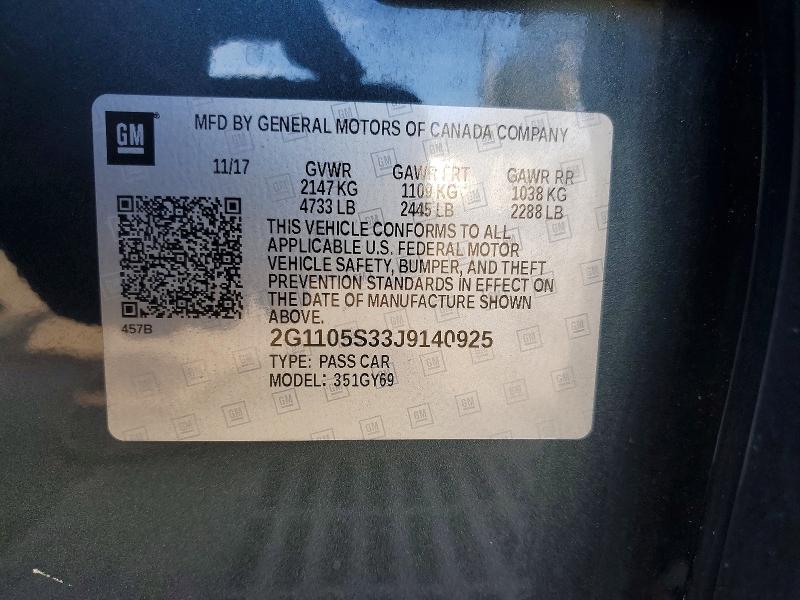 GM
MFD BY GENERAL MOTORS OF CANADA COMPANY
11/17 GVWR GAWR FRT GAWR RR
2147 KG 1109 KG 1038 KG
4733 LB 2445 LB 2288 LB
THIS VEHICLE CONFORMS TO ALL
APPLICABLE U.S. FEDERAL MOTOR
VEHICLE SAFETY, BUMPER, AND THEFT
PREVENTION STANDARDS IN EFFECT ON
THE DATE OF MANUFACTURE SHOWN
ABOVE.
457B
2G1105S33J9140925
TYPE: PASS CAR
MODEL: 351GY69